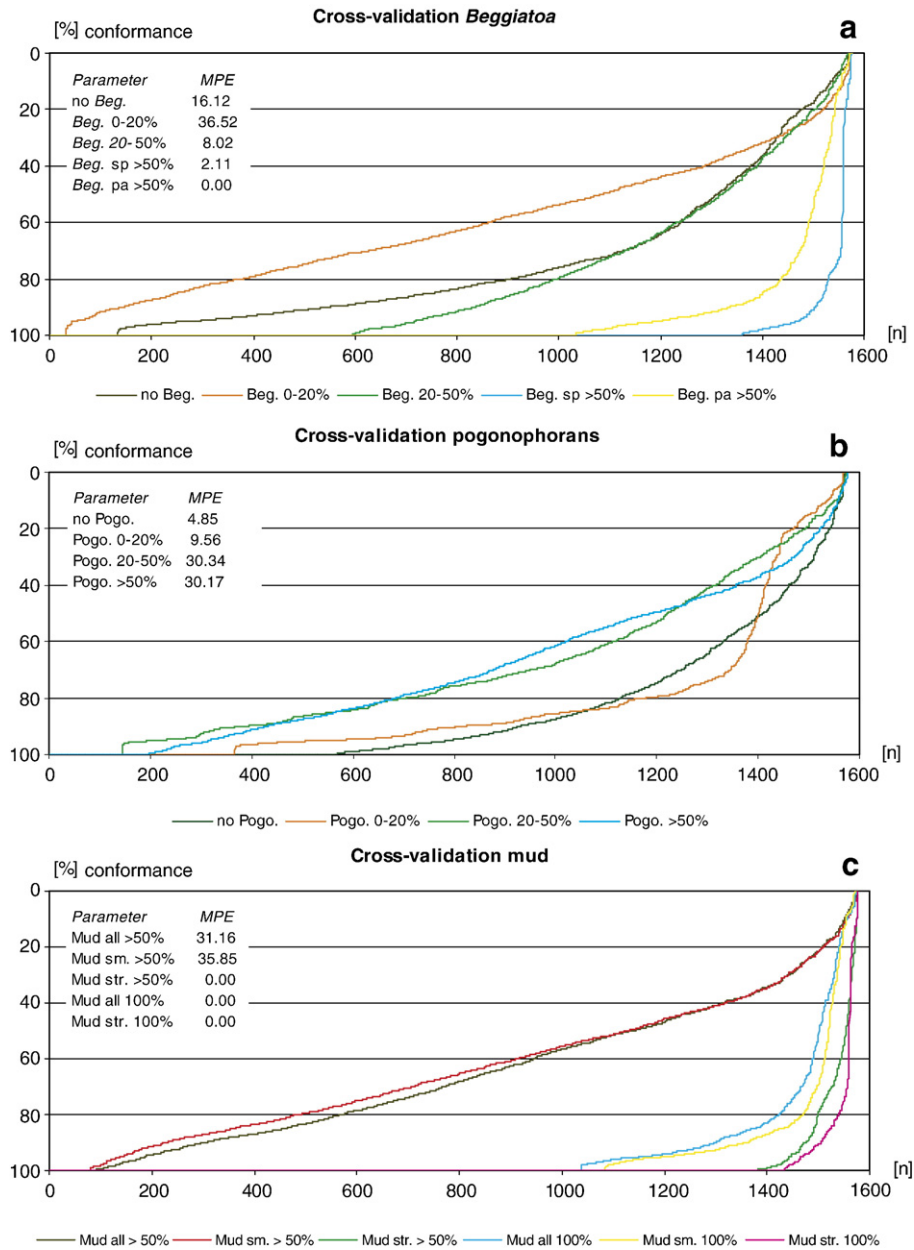 Cross-validation Beggiatoa
[%] conformance
a
0
20
40
60
80
100
Parameter MPE
no Beg. 16.12
Beg. 0-20% 36.52
Beg. 20-50% 8.02
Beg. sp >50% 2.11
Beg. pa >50% 0.00
0 200 400 600 800 1000 1200 1400 1600
[n]
no Beg. Beg. 0-20% Beg. 20-50% Beg. sp >50% Beg. pa >50%
Cross-validation pogonophorans
[%] conformance
b
0
20
40
60
80
100
Parameter MPE
no Pogo. 4.85
Pogo. 0-20% 9.56
Pogo. 20-50% 30.34
Pogo. >50% 30.17
0 200 400 600 800 1000 1200 1400 1600
[n]
no Pogo. Pogo. 0-20% Pogo. 20-50% Pogo. >50%
Cross-validation mud
[%] conformance
c
0
20
40
60
80
100
Parameter MPE
Mud all >50% 31.16
Mud sm. >50% 35.85
Mud str. >50% 0.00
Mud all 100% 0.00
Mud str. 100% 0.00
0 200 400 600 800 1000 1200 1400 1600
[n]
Mud all > 50% Mud sm. > 50% Mud str. > 50% Mud all 100% Mud sm. 100% Mud str. 100%